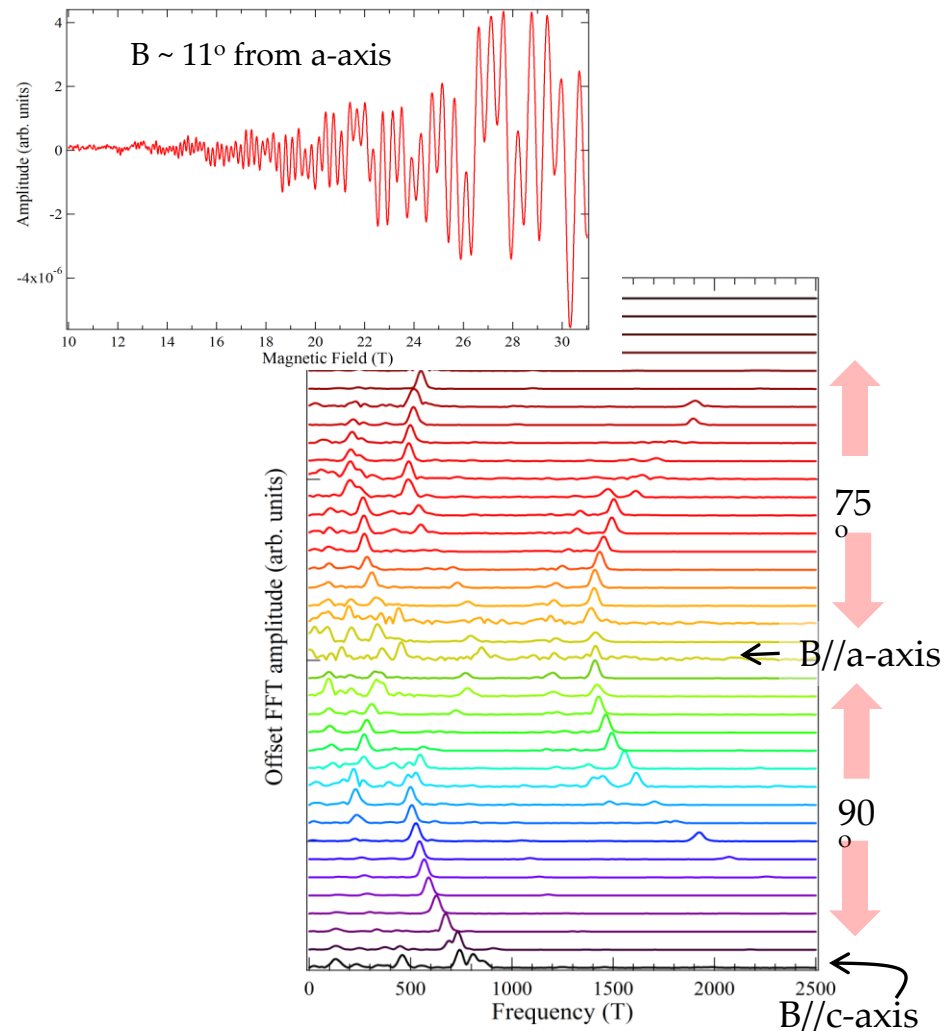 B ~ 11° from a-axis
Amplitude (arb. units)
4
2
0
-2
-4x10⁻⁶
10 12 14 16 18 20 22 24 26 28 30
Magnetic Field (T)
Offset FFT amplitude (arb. units)
75
o
B//a-axis
90
o
0 500 1000 1500 2000 2500
Frequency (T)
B//c-axis